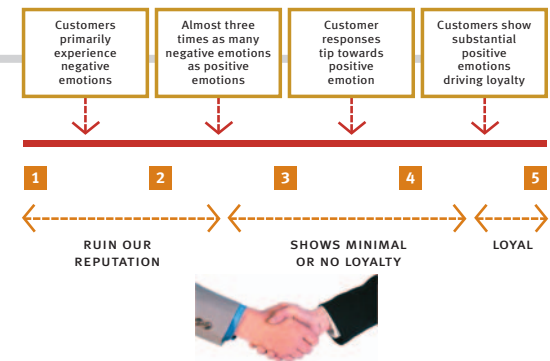 Customers
primarily
experience
negative
emotions
Almost three
times as many
negative emotions
as positive
emotions
Customer
responses
tip towards
positive
emotion
Customers show
substantial
positive
emotions
driving loyalty
1
2
3
4
5
RUIN OUR
REPUTATION
SHOWS MINIMAL
OR NO LOYALTY
LOYAL